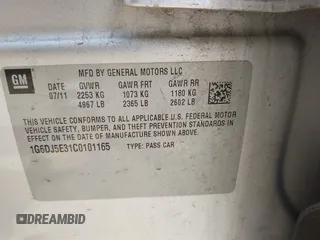 GM
MFD BY GENERAL MOTORS LLC
DATE GVWR GAWR FRT GAWR RR
07/11 2253 KG 1073 KG 1180 KG
4967 LB 2365 LB 2602 LB
THIS VEHICLE CONFORMS TO ALL APPLICABLE U.S. FEDERAL MOTOR
VEHICLE SAFETY, BUMPER, AND THEFT PREVENTION STANDARDS IN
EFFECT ON THE DATE OF MANUFACTURE SHOWN ABOVE.
1G6DJ5E31C0101165 TYPE: PASS CAR
AUTOBIDMASTER